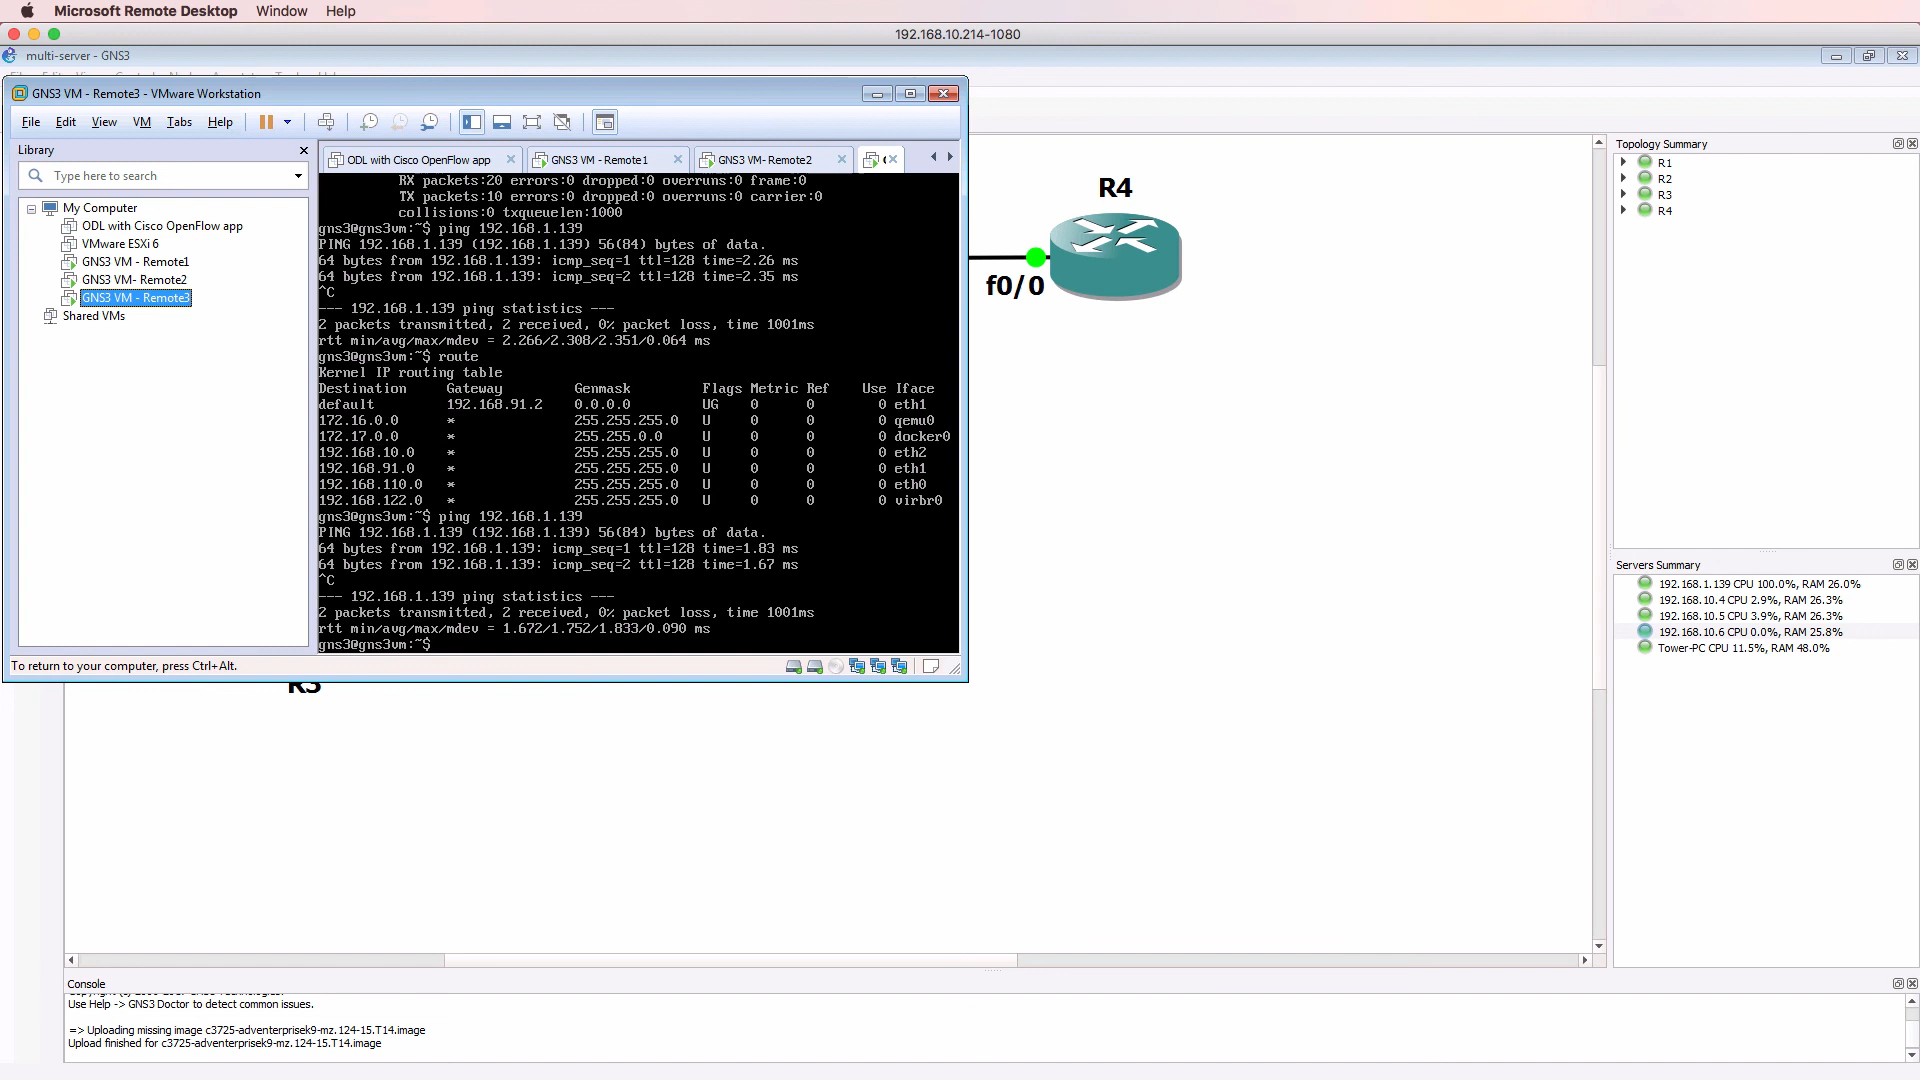 Microsoft Remote Desktop Window Help
192.168.10.214-1080
multi-server - GNS3
GNS3 VM - Remote3 - VMware Workstation
File Edit View VM Tabs Help
Library
Type here to search
My Computer
ODL with Cisco OpenFlow app
VMware ESXi 6
GNS3 VM - Remote1
GNS3 VM- Remote2
GNS3 VM - Remote3
Shared VMs
ODL with Cisco OpenFlow app GNS3 VM - Remote1 GNS3 VM- Remote2
RX packets:20 errors:0 dropped:0 overruns:0 frame:0
TX packets:10 errors:0 dropped:0 overruns:0 carrier:0
collisions:0 txqueuelen:1000
gns3@gns3vm:~$ ping 192.168.1.139
PING 192.168.1.139 (192.168.1.139) 56(84) bytes of data.
64 bytes from 192.168.1.139: icmp_seq=1 ttl=128 time=2.26 ms
64 bytes from 192.168.1.139: icmp_seq=2 ttl=128 time=2.35 ms
^C
--- 192.168.1.139 ping statistics ---
2 packets transmitted, 2 received, 0% packet loss, time 1001ms
rtt min/avg/max/mdev = 2.266/2.308/2.351/0.064 ms
gns3@gns3vm:~$ route
Kernel IP routing table
Destination Gateway Genmask Flags Metric Ref Use Iface
default 192.168.91.2 0.0.0.0 UG 0 0 0 eth1
172.16.0.0 * 255.255.255.0 U 0 0 0 qemu0
172.17.0.0 * 255.255.0.0 U 0 0 0 docker0
192.168.10.0 * 255.255.255.0 U 0 0 0 eth2
192.168.91.0 * 255.255.255.0 U 0 0 0 eth1
192.168.110.0 * 255.255.255.0 U 0 0 0 eth0
192.168.122.0 * 255.255.255.0 U 0 0 0 virbr0
gns3@gns3vm:~$ ping 192.168.1.139
PING 192.168.1.139 (192.168.1.139) 56(84) bytes of data.
64 bytes from 192.168.1.139: icmp_seq=1 ttl=128 time=1.83 ms
64 bytes from 192.168.1.139: icmp_seq=2 ttl=128 time=1.67 ms
^C
--- 192.168.1.139 ping statistics ---
2 packets transmitted, 2 received, 0% packet loss, time 1001ms
rtt min/avg/max/mdev = 1.672/1.752/1.833/0.090 ms
gns3@gns3vm:~$
To return to your computer, press Ctrl+Alt.
R3
R4
f0/0
Topology Summary
R1
R2
R3
R4
Servers Summary
192.168.1.139 CPU 100.0%, RAM 26.0%
192.168.10.4 CPU 2.9%, RAM 26.3%
192.168.10.5 CPU 3.9%, RAM 26.3%
192.168.10.6 CPU 0.0%, RAM 25.8%
Tower-PC CPU 11.5%, RAM 48.0%
Console
Use Help -> GNS3 Doctor to detect common issues.
=> Uploading missing image c3725-adventerprisek9-mz.124-15.T14.image
Upload finished for c3725-adventerprisek9-mz.124-15.T14.image